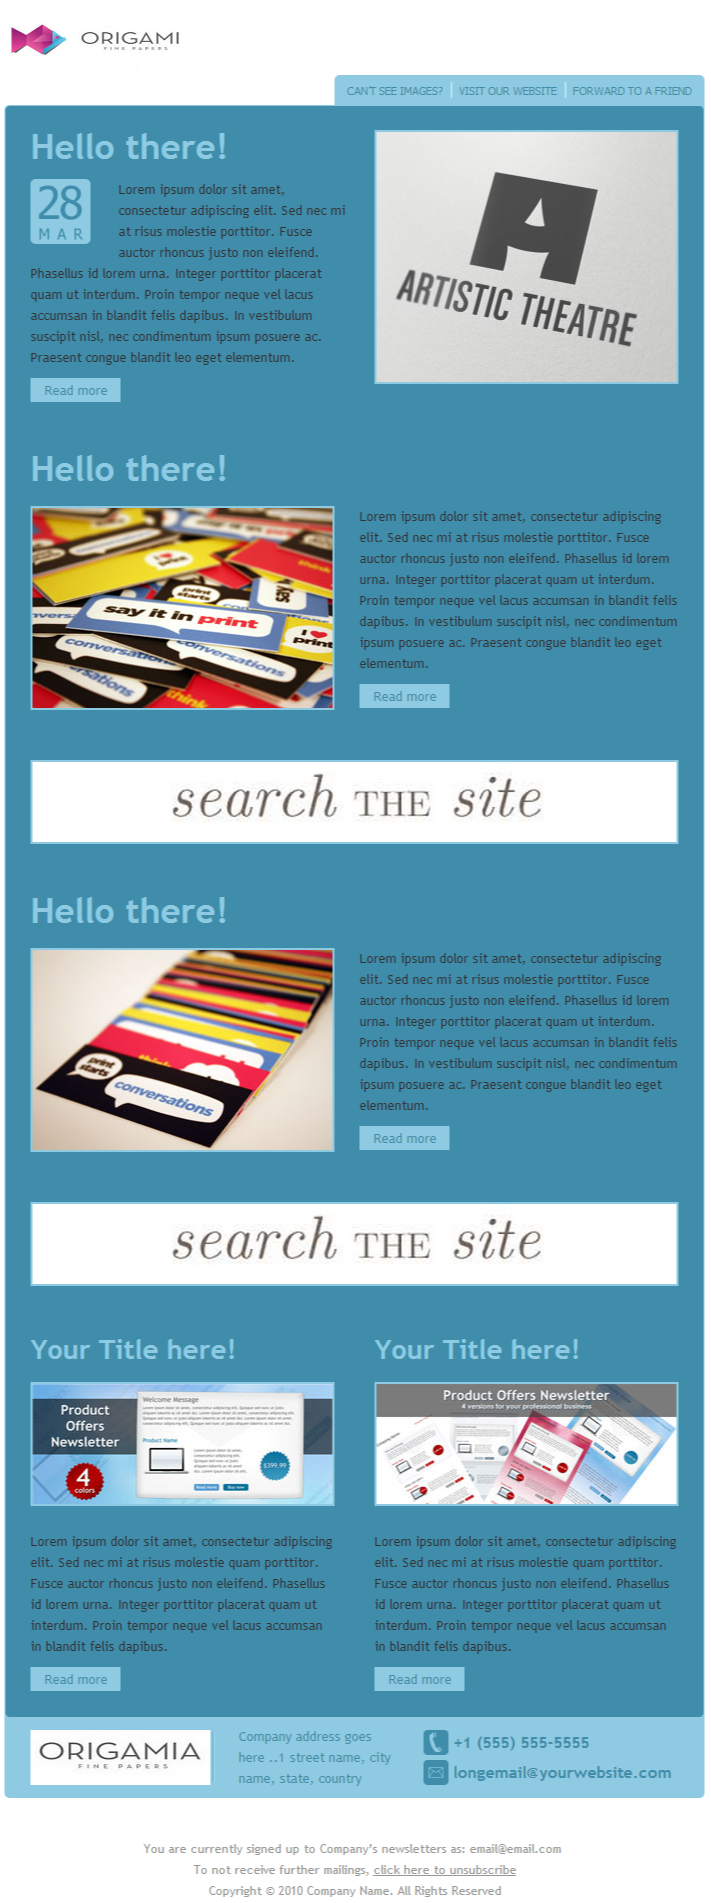 ORIGAMI
FINE PAPERS
CAN'T SEE IMAGES? VISIT OUR WEBSITE FORWARD TO A FRIEND
Hello there!
28
MAR
Lorem ipsum dolor sit amet,
consectetur adipiscing elit. Sed nec mi
at risus molestie porttitor. Fusce
auctor rhoncus justo non eleifend.
Phasellus id lorem urna. Integer porttitor placerat
quam ut interdum. Proin tempor neque vel lacus
accumsan in blandit felis dapibus. In vestibulum
suscipit nisl, nec condimentum ipsum posuere ac.
Praesent congue blandit leo eget elementum.
Read more
A
ARTISTIC THEATRE
Hello there!
print
starts
think
say it in print
I ♥
print
conversations
conversations
conversations
think
Lorem ipsum dolor sit amet, consectetur adipiscing
elit. Sed nec mi at risus molestie porttitor. Fusce
auctor rhoncus justo non eleifend. Phasellus id lorem
urna. Integer porttitor placerat quam ut interdum.
Proin tempor neque vel lacus accumsan in blandit felis
dapibus. In vestibulum suscipit nisl, nec condimentum
ipsum posuere ac. Praesent congue blandit leo eget
elementum.
Read more
search THE site
Hello there!
print
starts
conversations
Lorem ipsum dolor sit amet, consectetur adipiscing
elit. Sed nec mi at risus molestie porttitor. Fusce
auctor rhoncus justo non eleifend. Phasellus id lorem
urna. Integer porttitor placerat quam ut interdum.
Proin tempor neque vel lacus accumsan in blandit felis
dapibus. In vestibulum suscipit nisl, nec condimentum
ipsum posuere ac. Praesent congue blandit leo eget
elementum.
Read more
search THE site
Your Title here!
Product
Offers
Newsletter
4
colors
Welcome Message
Product Name
$399.99
Read more Buy now
Lorem ipsum dolor sit amet, consectetur adipiscing
elit. Sed nec mi at risus molestie quam porttitor.
Fusce auctor rhoncus justo non eleifend. Phasellus
id lorem urna. Integer porttitor placerat quam ut
interdum. Proin tempor neque vel lacus accumsan
in blandit felis dapibus.
Read more
Your Title here!
Product Offers Newsletter
4 versions for your professional business
Lorem ipsum dolor sit amet, consectetur adipiscing
elit. Sed nec mi at risus molestie quam porttitor.
Fusce auctor rhoncus justo non eleifend. Phasellus
id lorem urna. Integer porttitor placerat quam ut
interdum. Proin tempor neque vel lacus accumsan
in blandit felis dapibus.
Read more
ORIGAMIA
FINE PAPERS
Company address goes
here ..1 street name, city
name, state, country
+1 (555) 555-5555
longemail@yourwebsite.com
You are currently signed up to Company's newsletters as: email@email.com
To not receive further mailings, click here to unsubscribe
Copyright © 2010 Company Name. All Rights Reserved